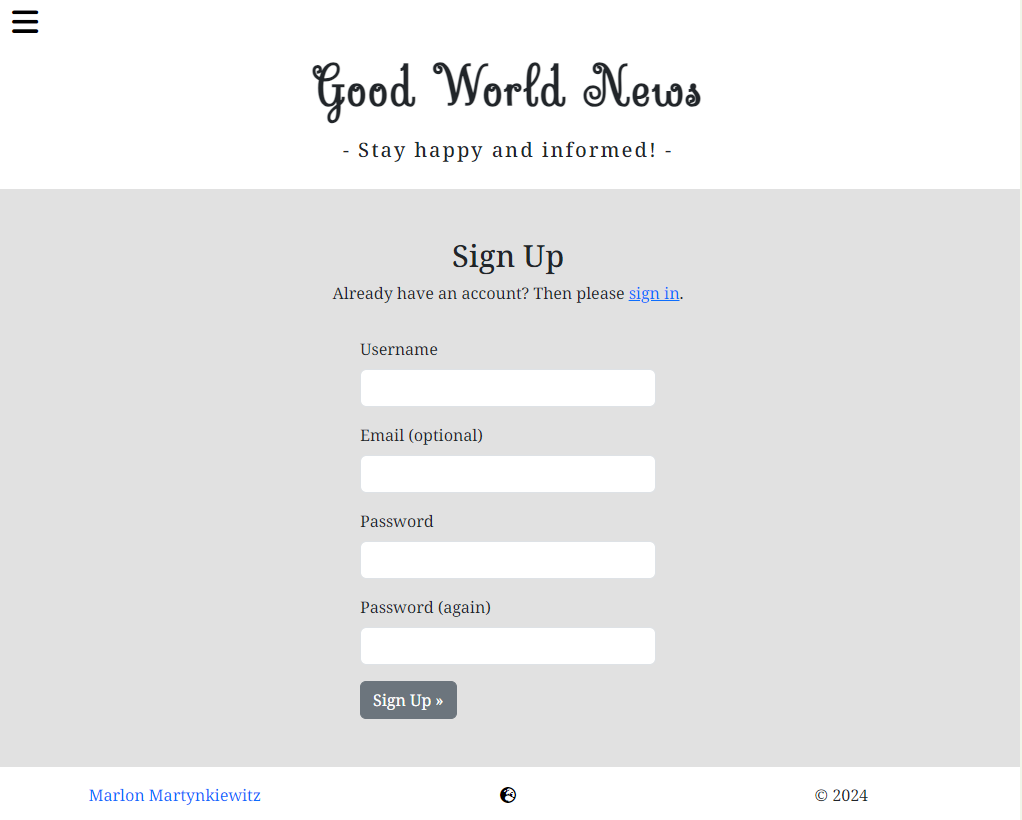 Good World News
- Stay happy and informed! -
Sign Up
Already have an account? Then please sign in.
Username
Email (optional)
Password
Password (again)
Sign Up »
Marlon Martynkiewitz © 2024